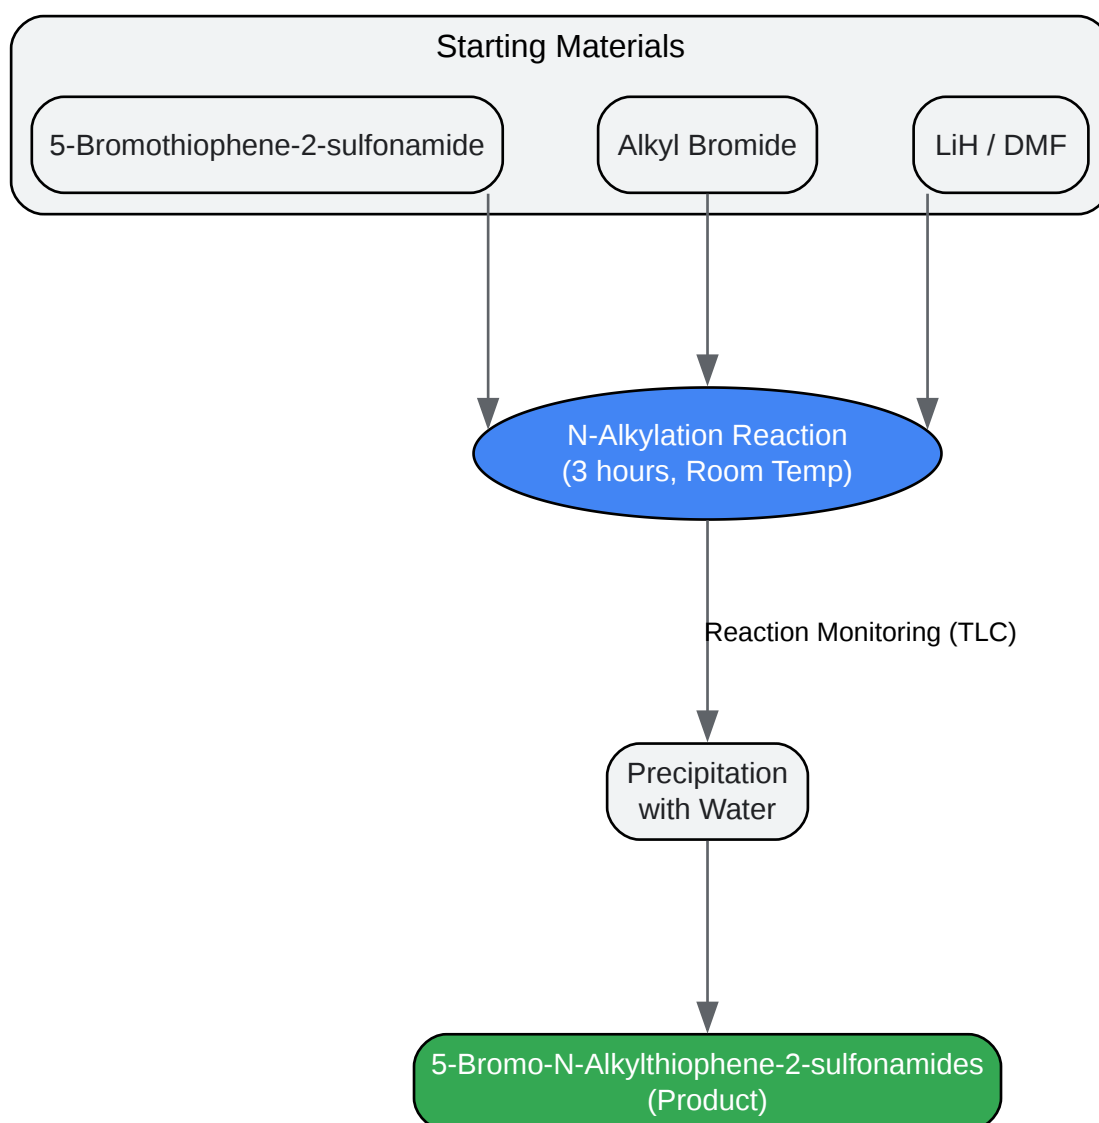 Starting Materials
5-Bromothiophene-2-sulfonamide
Alkyl Bromide
LiH / DMF
N-Alkylation Reaction
(3 hours, Room Temp)
Reaction Monitoring (TLC)
Precipitation
with Water
5-Bromo-N-Alkylthiophene-2-sulfonamides
(Product)